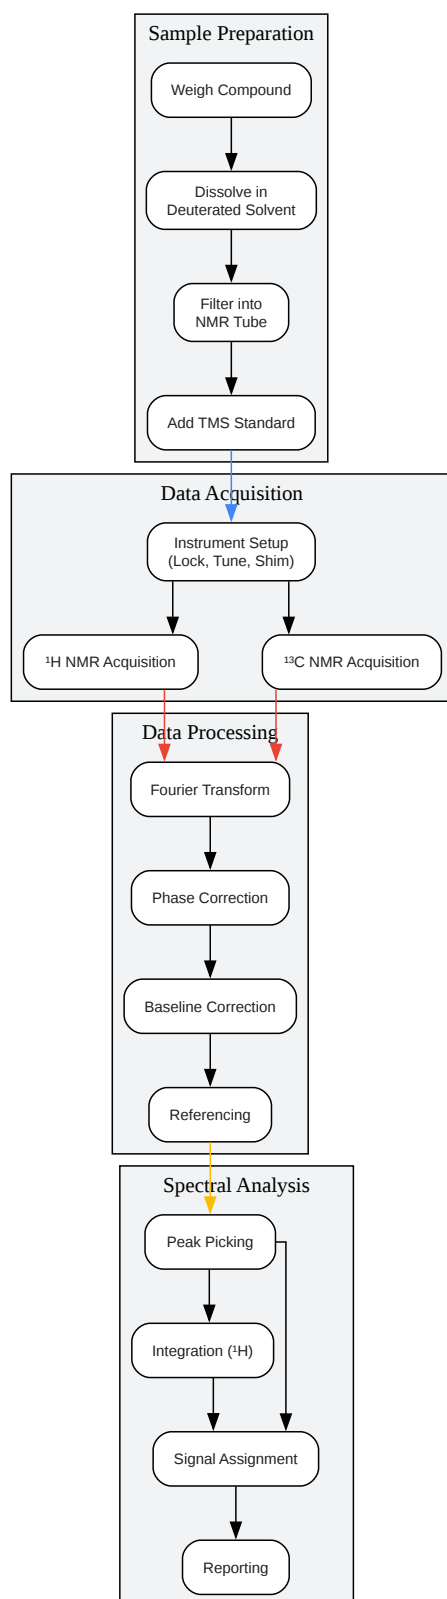 Sample Preparation
Weigh Compound
Dissolve in
Deuterated Solvent
Filter into
NMR Tube
Add TMS Standard
Data Acquisition
Instrument Setup
(Lock, Tune, Shim)
¹H NMR Acquisition
¹³C NMR Acquisition
Data Processing
Fourier Transform
Phase Correction
Baseline Correction
Referencing
Spectral Analysis
Peak Picking
Integration (¹H)
Signal Assignment
Reporting